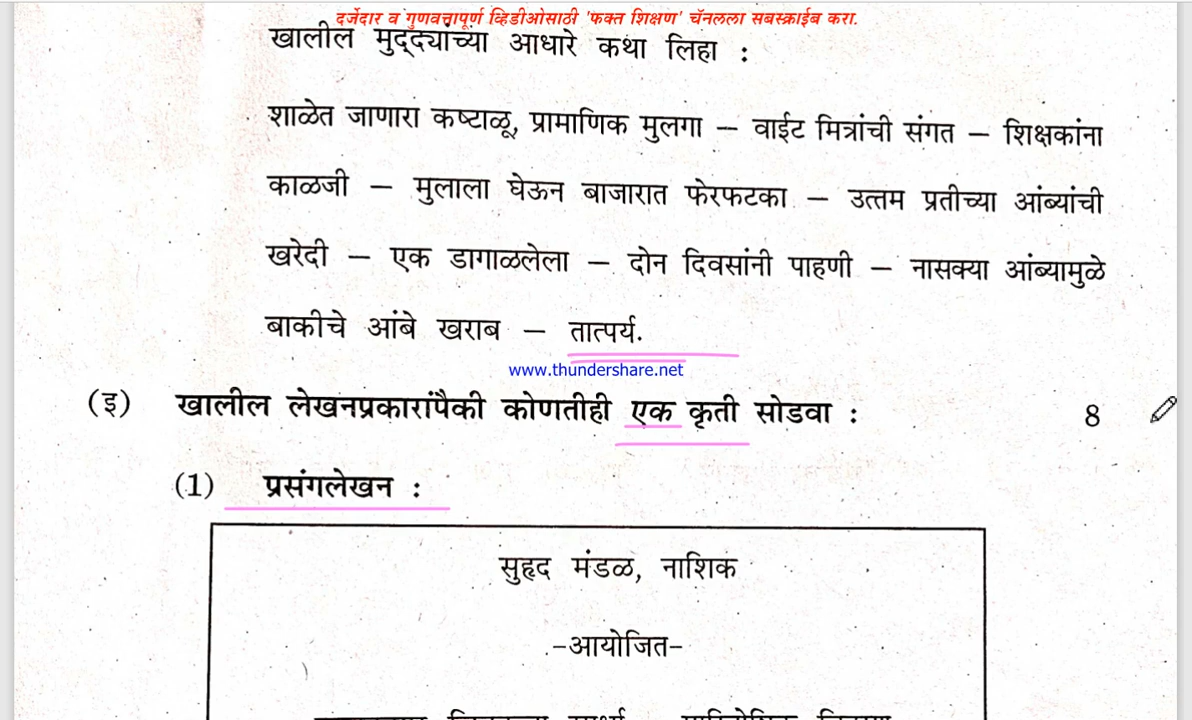 दर्जेदार व गुणवत्तापूर्ण व्हिडीओसाठी 'फक्त शिक्षण' चॅनलला सबस्क्राईब करा.
खालील मुद्द्यांच्या आधारे कथा लिहा :
शाळेत जाणारा कष्टाळू, प्रामाणिक मुलगा – वाईट मित्रांची संगत – शिक्षकांना
काळजी – मुलाला घेऊन बाजारात फेरफटका – उत्तम प्रतीच्या आंब्यांची
खरेदी – एक डागाळलेला – दोन दिवसांनी पाहणी – नासक्या आंब्यामुळे
बाकीचे आंबे खराब – तात्पर्य.
www.thundershare.net
(इ) खालील लेखनप्रकारांपैकी कोणतीही एक कृती सोडवा : 8
(1) प्रसंगलेखन :
सुहृद मंडळ, नाशिक
-आयोजित-